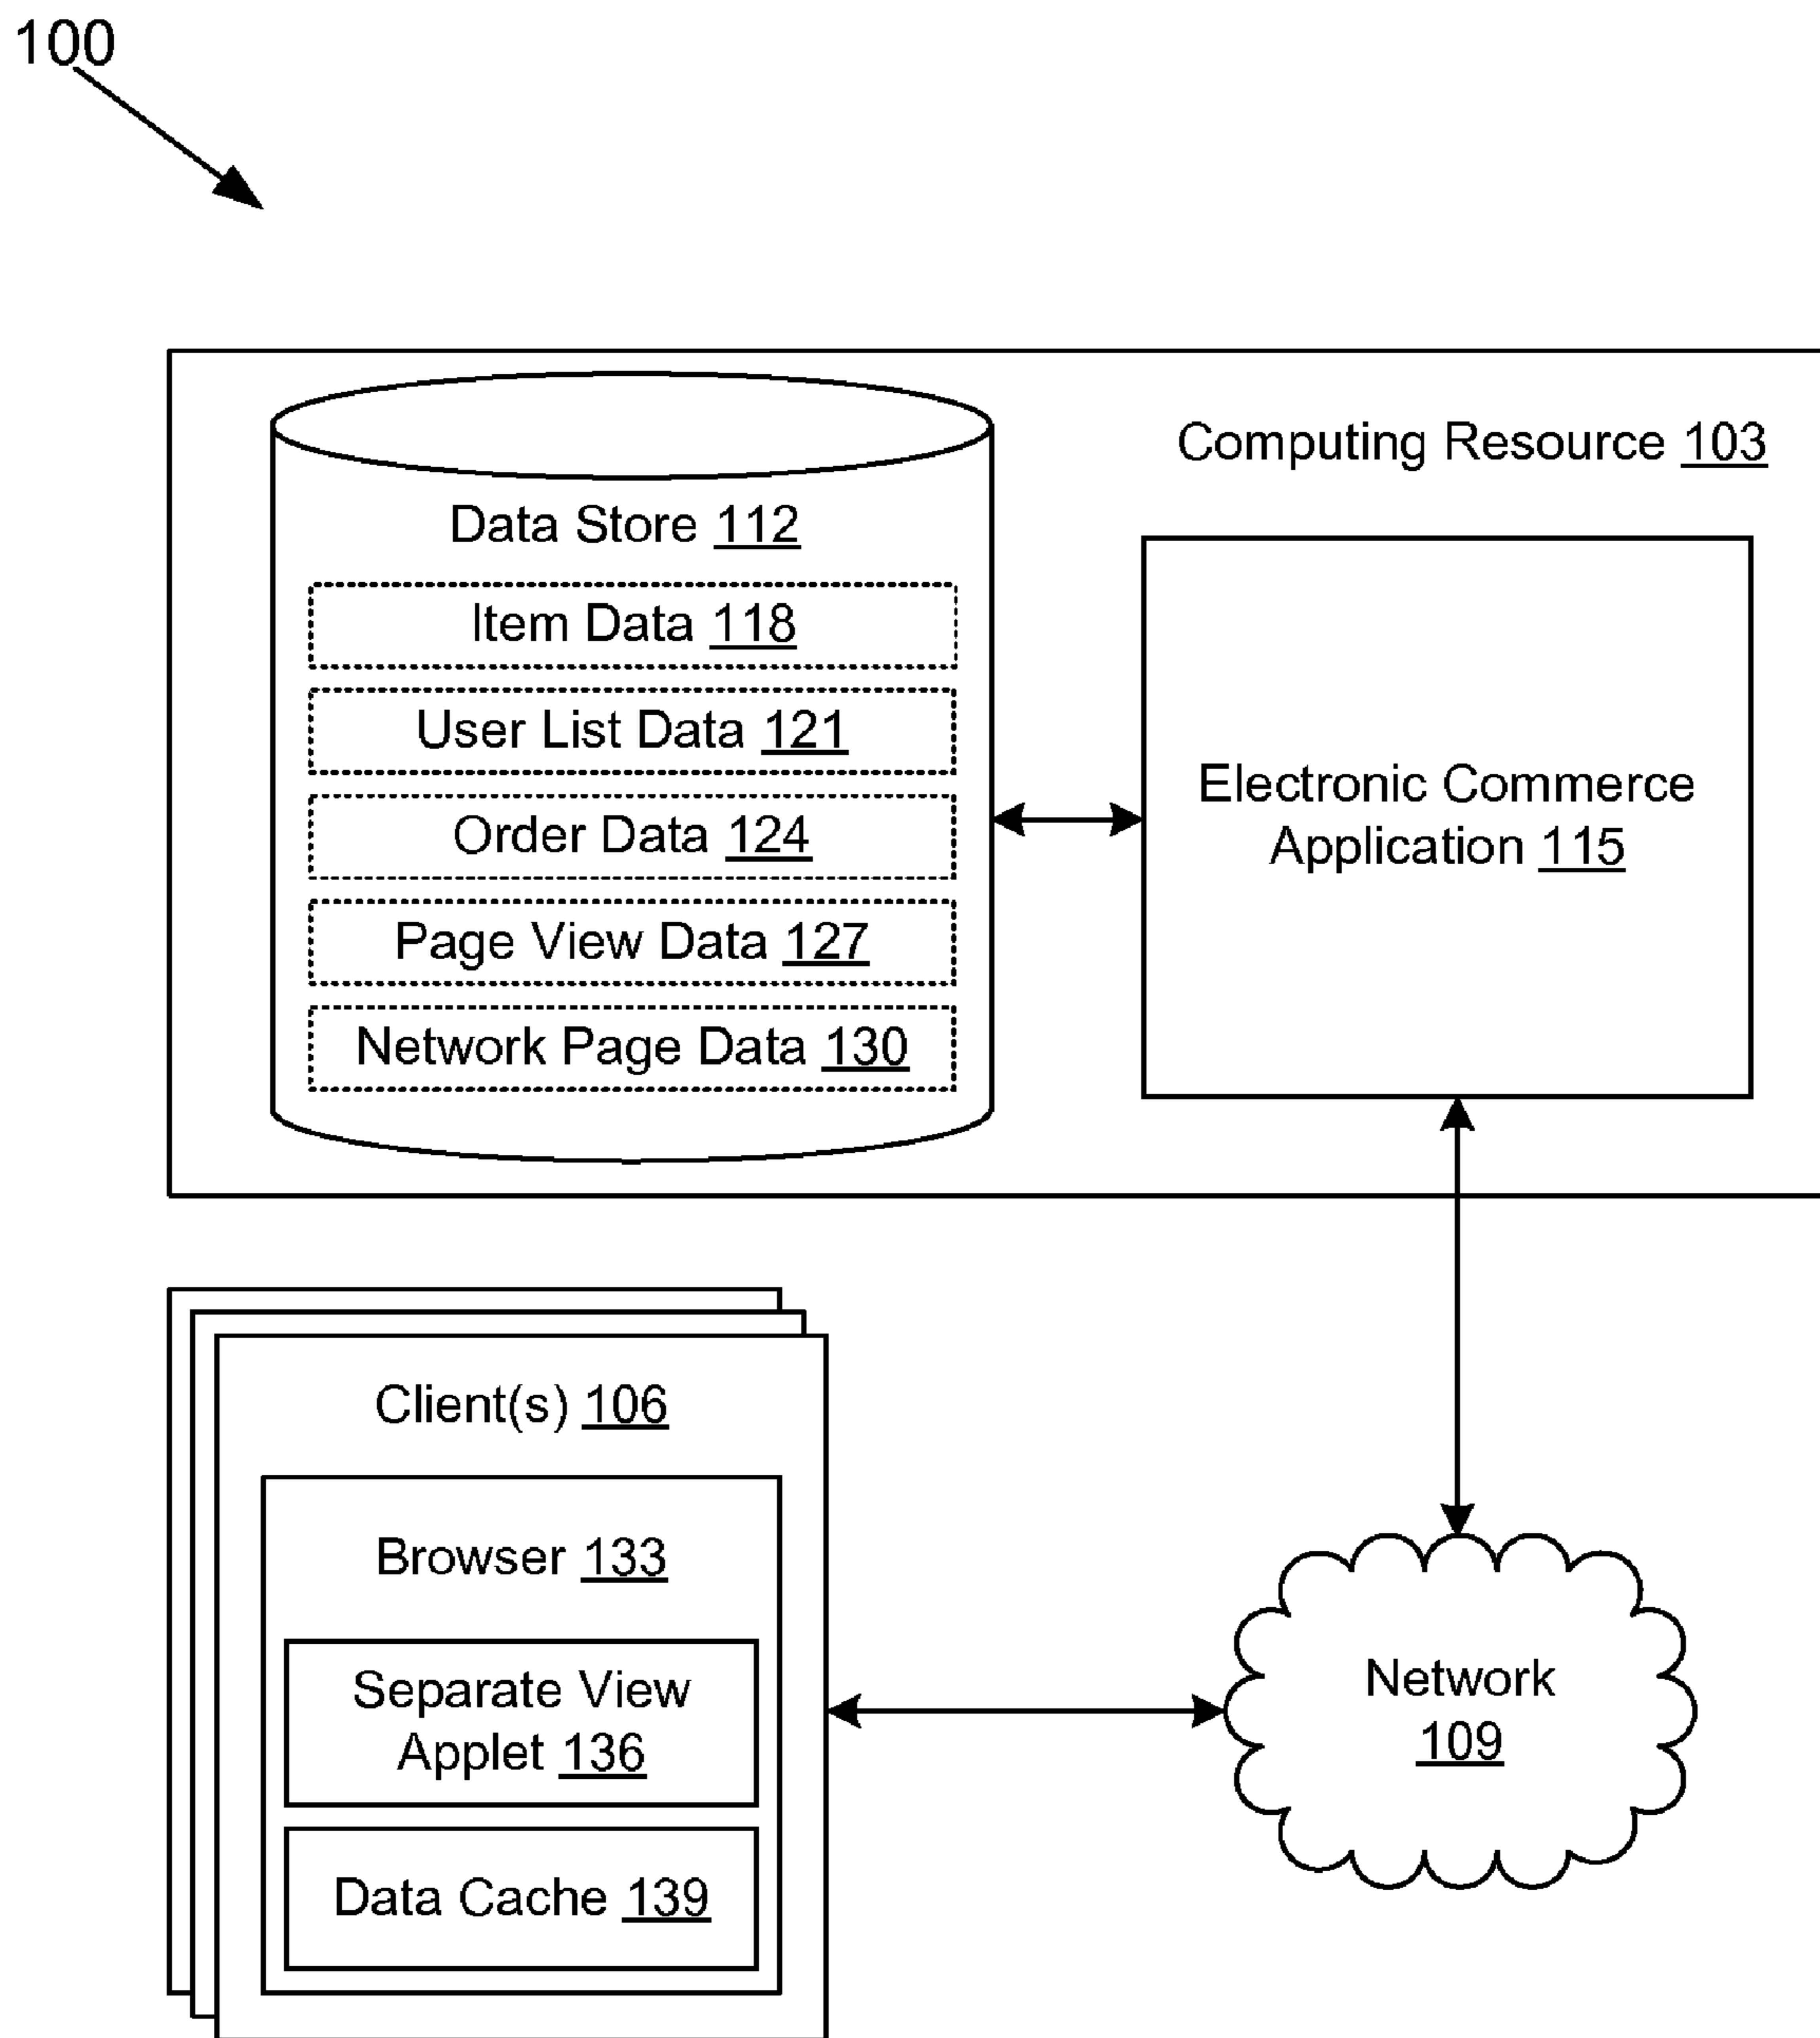 100
Computing Resource 103
Data Store 112
Item Data 118
User List Data 121
Order Data 124
Page View Data 127
Network Page Data 130
Electronic Commerce
Application 115
Client(s) 106
Browser 133
Separate View
Applet 136
Data Cache 139
Network
109